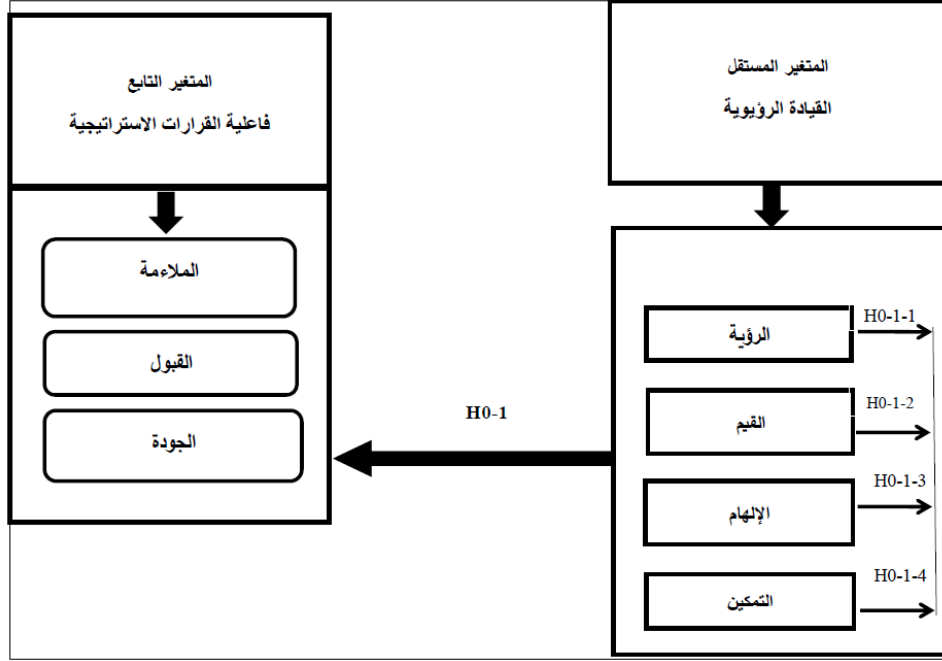 المتغير المستقل
القيادة الرؤيوية
المتغير التابع
فاعلية القرارات الاستراتيجية
الرؤية
H0-1-1
القيم
H0-1-2
الإلهام
H0-1-3
التمكين
H0-1-4
H0-1
الملاءمة
القبول
الجودة